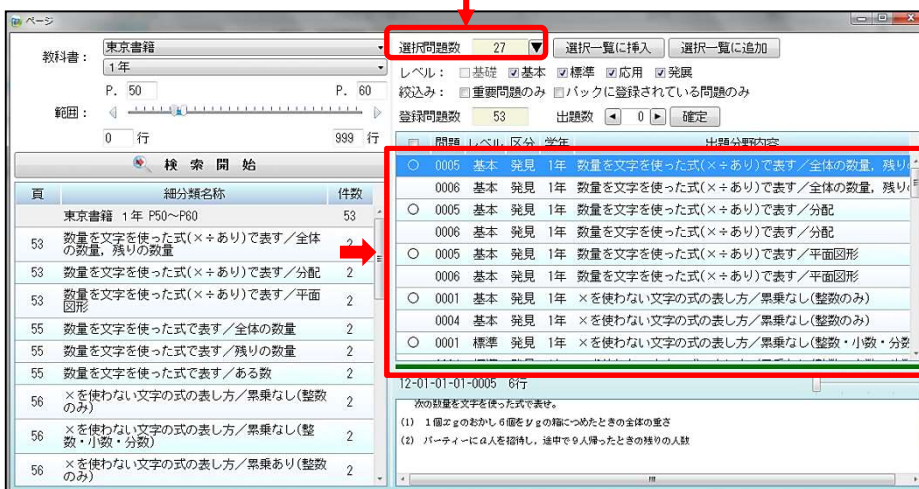 ページ
教科書： 東京書籍
1年
P. 50 P. 60
範囲：
0 行 999 行
検 索 開 始
頁 細分類名称 件数
東京書籍 1年 P50～P60 53
53 数量を文字を使った式(×÷あり)で表す／全体の数量，残りの数量 2
53 数量を文字を使った式(×÷あり)で表す／分配 2
53 数量を文字を使った式(×÷あり)で表す／平面図形 2
55 数量を文字を使った式で表す／全体の数量 2
55 数量を文字を使った式で表す／残りの数量 2
55 数量を文字を使った式で表す／ある数 2
56 ×を使わない文字の式の表し方／累乗なし(整数のみ) 2
56 ×を使わない文字の式の表し方／累乗なし(整数・小数・分数) 2
56 ×を使わない文字の式の表し方／累乗あり(整数のみ) 2
選択問題数 27 ▼ 選択一覧に挿入 選択一覧に追加
レベル： □基礎 ☑基本 ☑標準 ☑応用 ☑発展
絞込み： □重要問題のみ □パックに登録されている問題のみ
登録問題数 53 出題数 ◀ 0 ▶ 確定
□ 問題 レベル 区分 学年 出題分野内容
○ 0005 基本 発見 1年 数量を文字を使った式(×÷あり)で表す／全体の数量，残り
0006 基本 発見 1年 数量を文字を使った式(×÷あり)で表す／全体の数量，残り
○ 0005 基本 発見 1年 数量を文字を使った式(×÷あり)で表す／分配
0006 基本 発見 1年 数量を文字を使った式(×÷あり)で表す／分配
○ 0005 基本 発見 1年 数量を文字を使った式(×÷あり)で表す／平面図形
0006 基本 発見 1年 数量を文字を使った式(×÷あり)で表す／平面図形
○ 0001 基本 発見 1年 ×を使わない文字の式の表し方／累乗なし(整数のみ)
0004 基本 発見 1年 ×を使わない文字の式の表し方／累乗なし(整数のみ)
○ 0001 標準 発見 1年 ×を使わない文字の式の表し方／累乗なし(整数・小数・分数
12-01-01-01-0005 6行
次の数量を文字を使った式で表せ。
(1) 1個xgのおかし6個をygの箱につめたときの全体の重さ
(2) パーティーにa人を招待し，途中で9人帰ったときの残りの人数